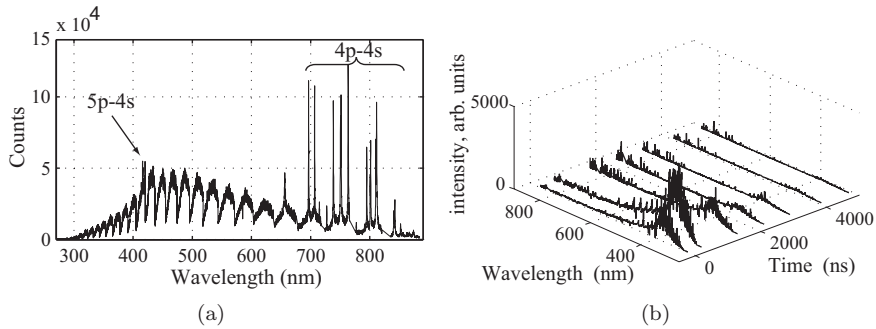 x 10^4
15
10
5
0
Counts
5p-4s
4p-4s
300 400 500 600 700 800
Wavelength (nm)
(a)
5000
0
intensity, arb. units
800
600
400
Wavelength (nm)
0
2000
4000
Time (ns)
(b)